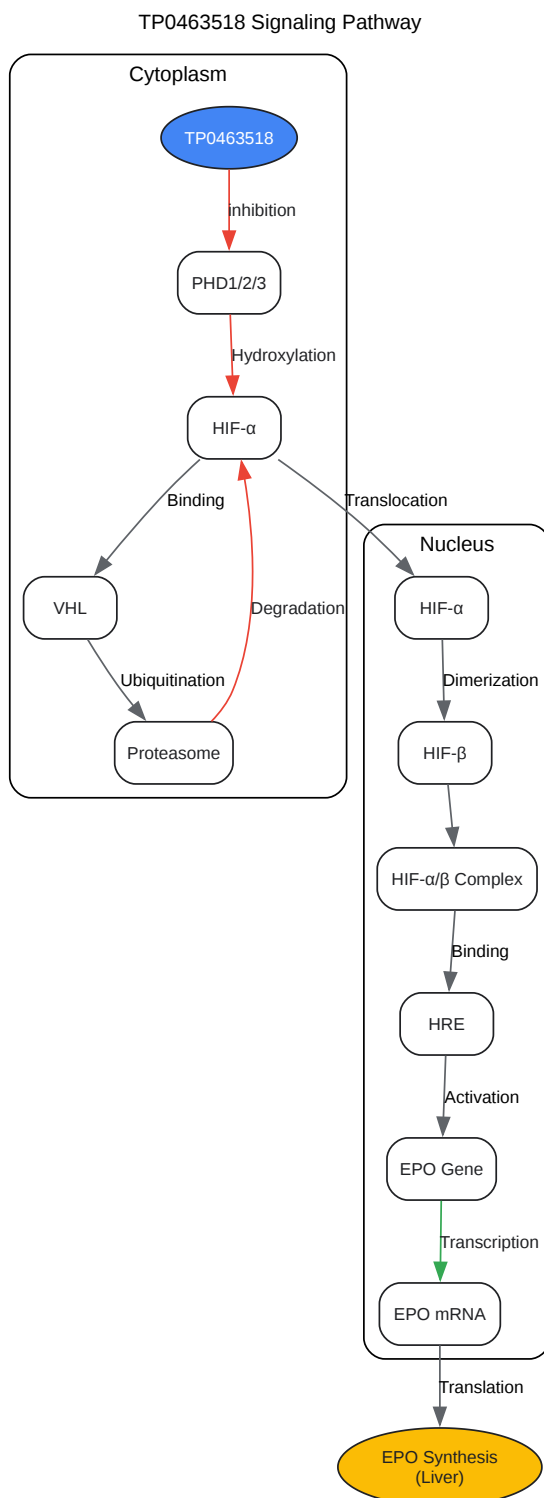 TP0463518 Signaling Pathway
Cytoplasm
TP0463518
inhibition
PHD1/2/3
Hydroxylation
HIF-α
Binding
Translocation
Nucleus
VHL
HIF-α
Degradation
Ubiquitination
Dimerization
Proteasome
HIF-β
HIF-α/β Complex
Binding
HRE
Activation
EPO Gene
Transcription
EPO mRNA
Translation
EPO Synthesis
(Liver)